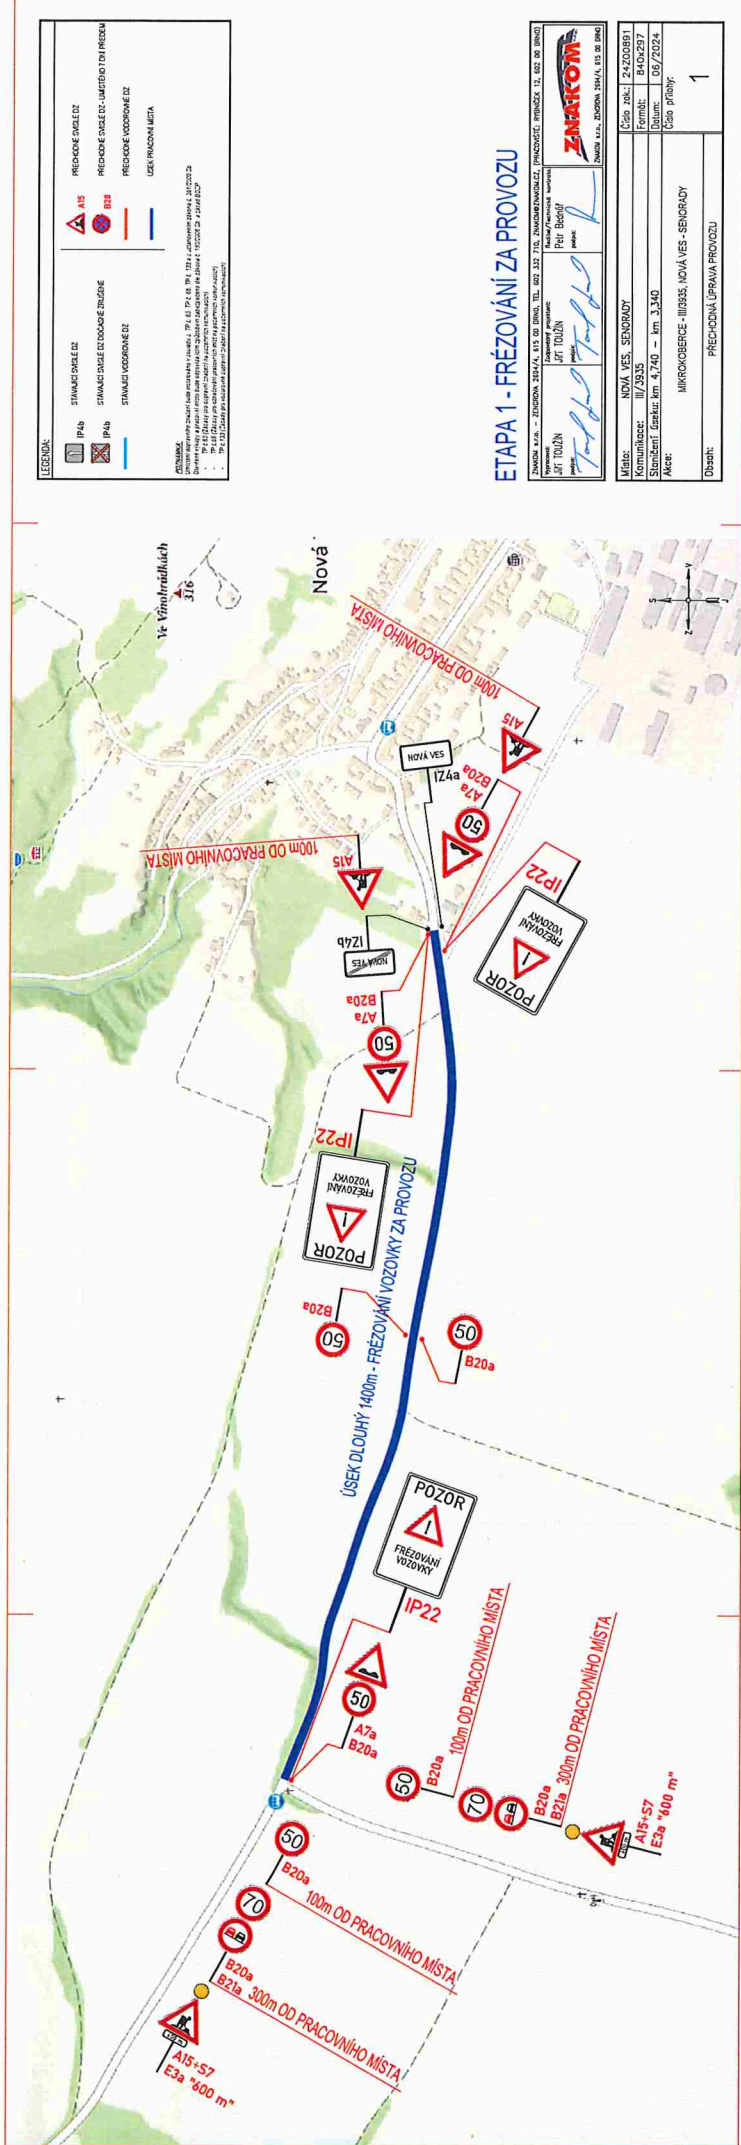 LEGENDA:
IP4b
STÁVAJÍCÍ SVISLÉ DZ
IP4b
STÁVAJÍCÍ SVISLÉ DZ DOČASNĚ ZRUŠENÉ
STÁVAJÍCÍ VODOROVNÉ DZ
A15
PŘECHODNÉ SVISLÉ DZ
B28
PŘECHODNÉ SVISLÉ DZ - UMÍSTĚNO 7 DNÍ PŘEDEM
PŘECHODNÉ VODOROVNÉ DZ
ÚSEK PRACOVNÍ MÍSTA
POZNÁMKA:
ETAPA 1 - FRÉZOVÁNÍ ZA PROVOZU
ZNAKOM s.r.o. - ŽIDENICKÁ
JIŘÍ TOUŽÍN
JIŘÍ TOUŽÍN
Petr Bednář
ZNAKOM
Místo: NOVÁ VES, SENORADY
Komunikace: III/3935
Staničení úseku: km 4,740 – km 3,340
Akce:
MIKROKOBERCE - III/3935, NOVÁ VES - SENORADY
Obsah:
PŘECHODNÁ ÚPRAVA PROVOZU
Číslo zak.: 24Z00891
Formát: 840x297
Datum: 06/2024
Číslo přílohy:
1
Ve Vinohrádkách
316
Nová
S
V
J
Z
100m OD PRACOVNÍHO MÍSTA
A15
100m OD PRACOVNÍHO MÍSTA
A15
NOVÁ VES
IZ4a
NOVÁ VES
IZ4b
50
A7a
B20a
50
A7a
B20a
IP22
POZOR
FRÉZOVÁNÍ
VOZOVKY
IP22
POZOR
FRÉZOVÁNÍ
VOZOVKY
ÚSEK DLOUHÝ 1400m - FRÉZOVÁNÍ VOZOVKY ZA PROVOZU
50
B20a
50
B20a
POZOR
FRÉZOVÁNÍ
VOZOVKY
IP22
50
A7a
B20a
50
B20a
100m OD PRACOVNÍHO MÍSTA
70
B20a
B21a
300m OD PRACOVNÍHO MÍSTA
A15+S7
E3a "600 m"
50
B20a
100m OD PRACOVNÍHO MÍSTA
70
B20a
B21a
300m OD PRACOVNÍHO MÍSTA
A15+S7
E3a "600 m"